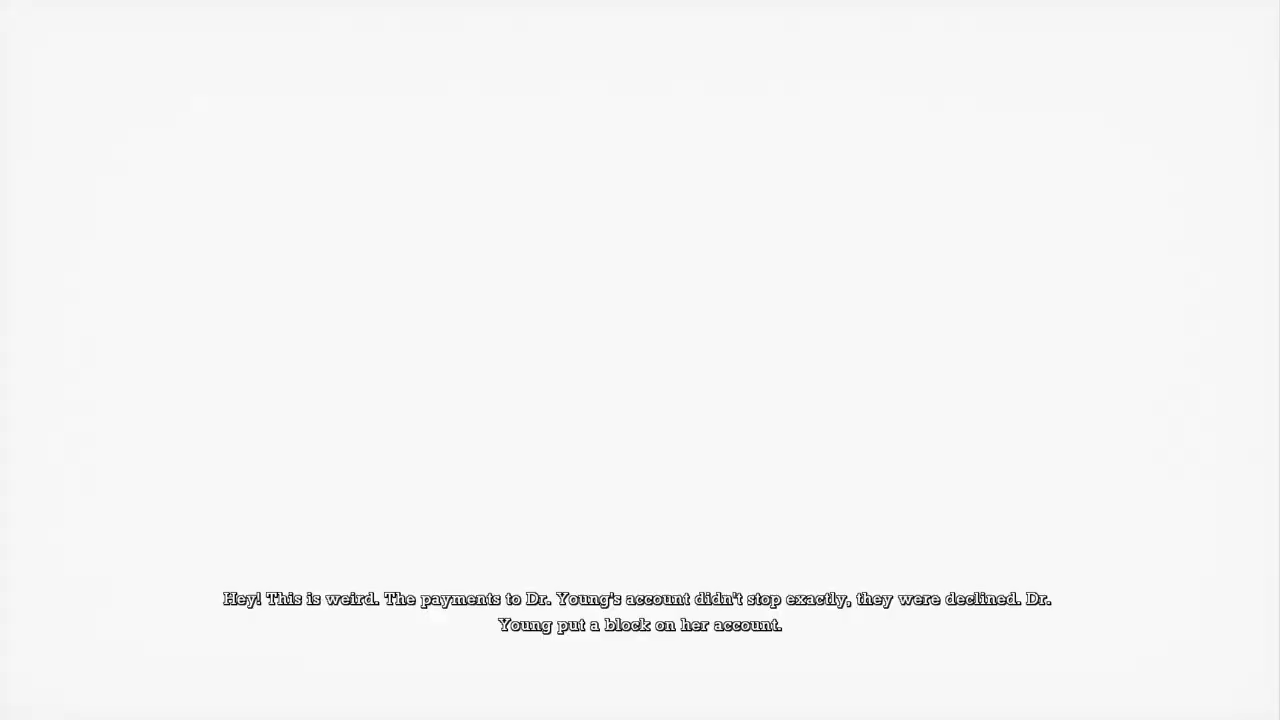 Hey! This is weird. The payments to Dr. Young's account didn't stop exactly, they were declined. Dr.
Young put a block on her account.